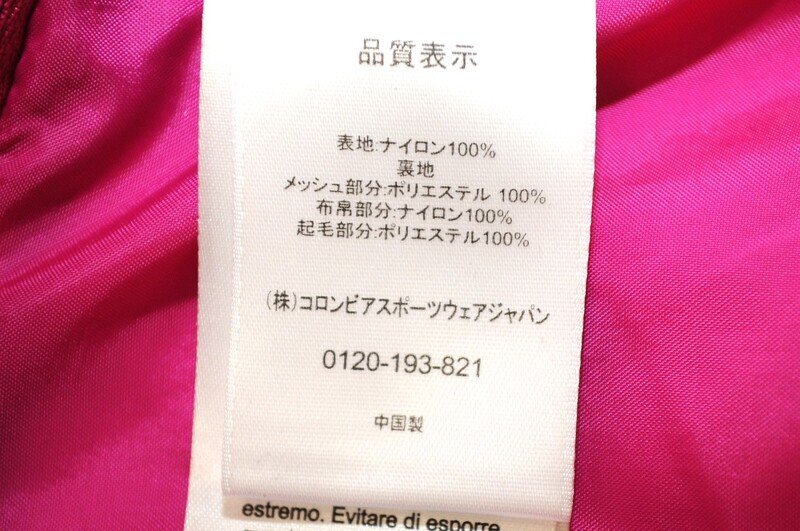 品質表示
表地:ナイロン100%
裏地
メッシュ部分:ポリエステル 100%
布帛部分:ナイロン100%
起毛部分:ポリエステル100%
(株)コロンビアスポーツウェアジャパン
0120-193-821
中国製
estremo. Evitare di esporre